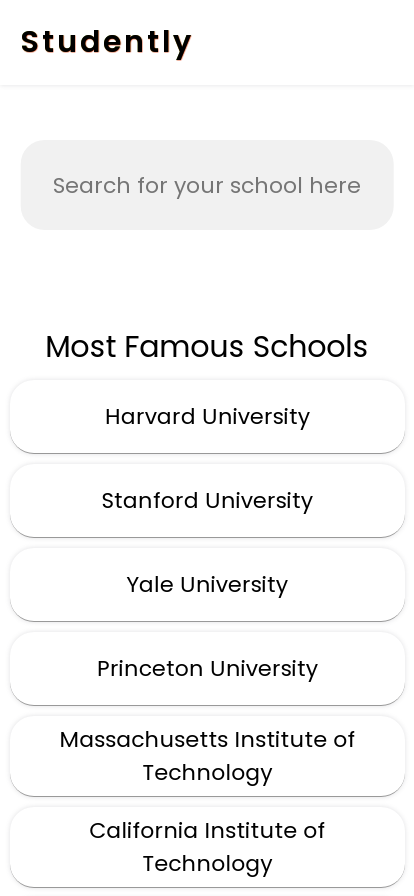 Studently
Search for your school here
Most Famous Schools
Harvard University
Stanford University
Yale University
Princeton University
Massachusetts Institute of
Technology
California Institute of
Technology